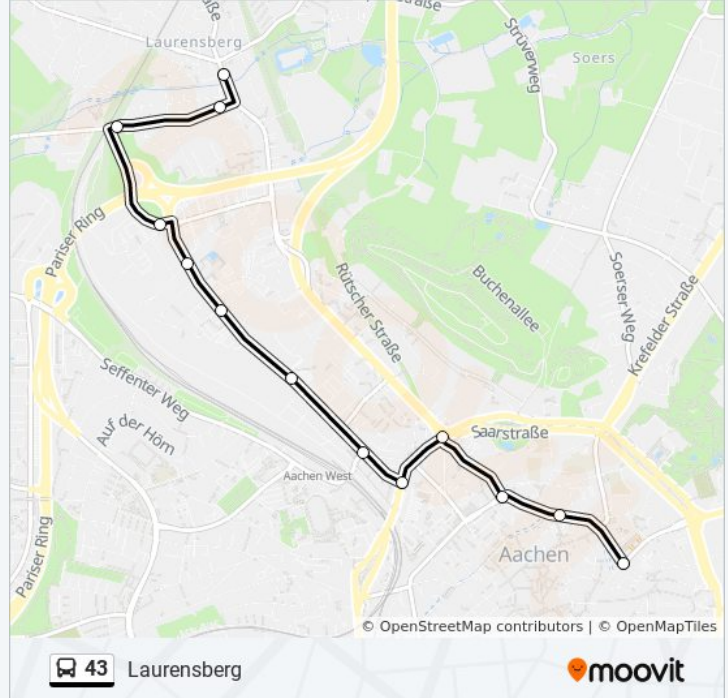 Laurensberg
Strüverweg
Soers
Pariser Ring
Rütscher Straße
Buchenallee
Soerser Weg
Krefelder Straße
Seffenter Weg
Auf der Hörn
Saarstraße
Aachen West
Aachen
Pariser Ring
© OpenStreetMap contributors | © OpenMapTiles
43 Laurensberg
moovit